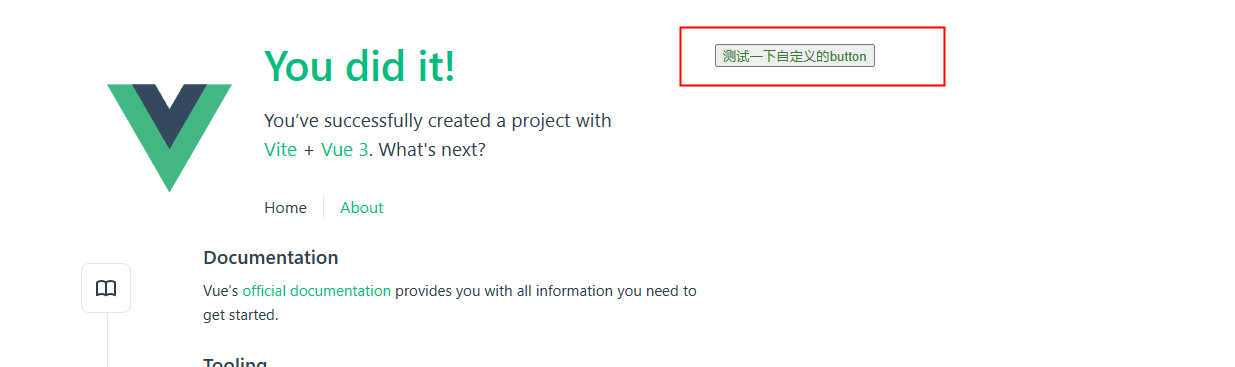 You did it!
测试一下自定义的button
You’ve successfully created a project with
Vite + Vue 3. What's next?
Home
About
Documentation
Vue’s official documentation provides you with all information you need to
get started.
Tooling